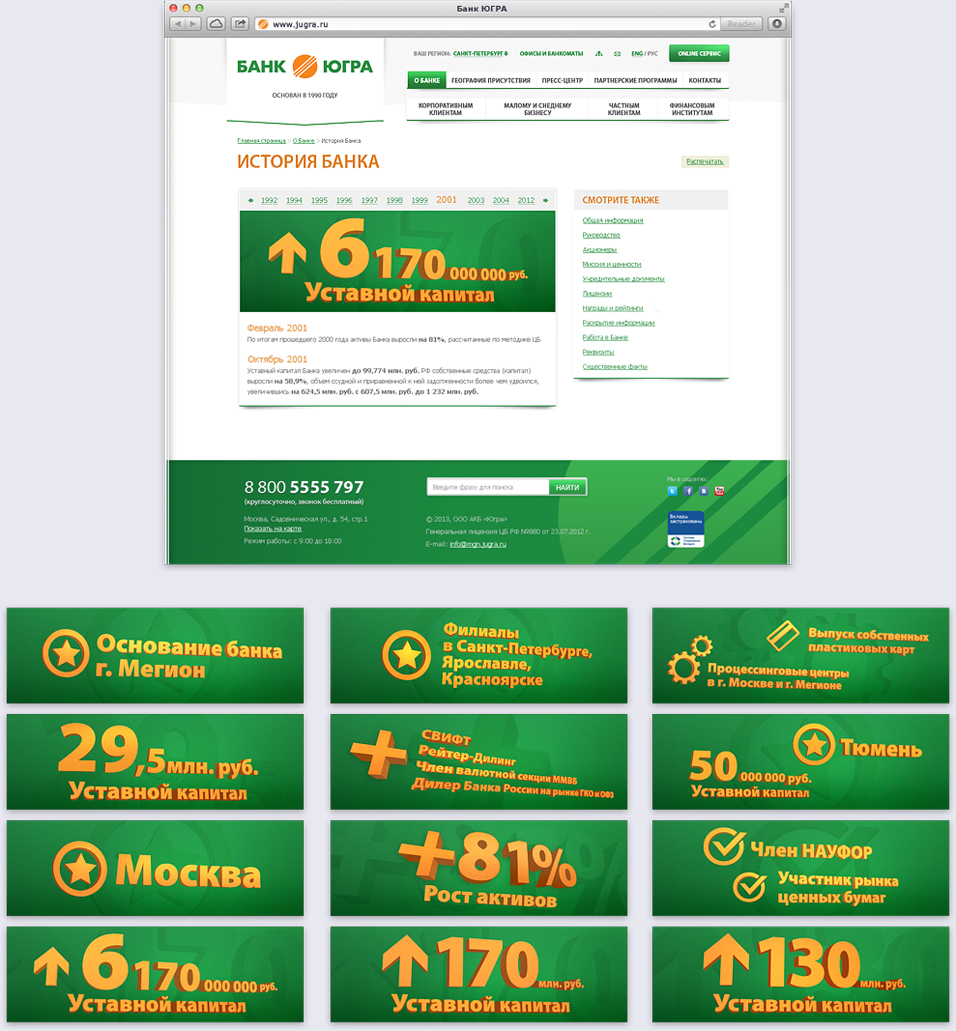 Банк ЮГРА
www.jugra.ru
Reader
БАНК ЮГРА
ОСНОВАН В 1990 ГОДУ
ВАШ РЕГИОН: САНКТ-ПЕТЕРБУРГ
ОФИСЫ И БАНКОМАТЫ
ENG / РУС
ONLINE СЕРВИС
О БАНКЕ
ГЕОГРАФИЯ ПРИСУТСТВИЯ
ПРЕСС-ЦЕНТР
ПАРТНЕРСКИЕ ПРОГРАММЫ
КОНТАКТЫ
КОРПОРАТИВНЫМ
КЛИЕНТАМ
МАЛОМУ И СНЕДНЕМУ
БИЗНЕСУ
ЧАСТНЫМ
КЛИЕНТАМ
ФИНАНСОВЫМ
ИНСТИТУТАМ
Главная страница > О Банке > История Банка
ИСТОРИЯ БАНКА
Распечатать
1992 1994 1995 1996 1997 1998 1999 2001 2003 2004 2012
6 170 000 000 руб.
Уставной капитал
Февраль 2001
По итогам прошедшего 2000 года активы Банка выросли на 81%, рассчитанные по методике ЦБ
Октябрь 2001
Уставный капитал Банка увеличен до 99,774 млн. руб. РФ собственные средства (капитал)
выросли на 58,9%, объем ссудной и приравненной к ней задолженности более чем удвоился,
увеличившись на 624,5 млн. руб. с 607,5 млн. руб. до 1 232 млн. руб.
СМОТРИТЕ ТАКЖЕ
Общая информация
Руководство
Акционеры
Миссия и ценности
Учредительные документы
Лицензии
Награды и рейтинги
Раскрытие информации
Работа в Банке
Реквизиты
Существенные факты
8 800 5555 797
(круглосуточно, звонок бесплатный)
Москва, Садовническая ул., д. 54, стр.1
Показать на карте
Режим работы: с 9:00 до 18:00
Введите фразу для поиска
НАЙТИ
© 2013, ООО АКБ «Югра»
Генеральная лицензия ЦБ РФ №880 от 23.07.2012 г.
E-mail: info@mgn.jugra.ru
Мы в соцсетях:
Вклады
застрахованы
Основание банка
г. Мегион
Филиалы
в Санкт-Петербурге,
Ярославле,
Красноярске
Выпуск собственных
пластиковых карт
Процессинговые центры
в г. Москве и г. Мегионе
29,5 млн. руб.
Уставной капитал
СВИФТ
Рейтер-Дилинг
Член валютной секции ММВБ
Дилер Банка России на рынке ГКО и ОФЗ
Тюмень
50 000 000 руб.
Уставной капитал
Москва
+81%
Рост активов
Член НАУФОР
Участник рынка
ценных бумаг
6 170 000 000 руб.
Уставной капитал
170 млн. руб.
Уставной капитал
130 млн. руб.
Уставной капитал